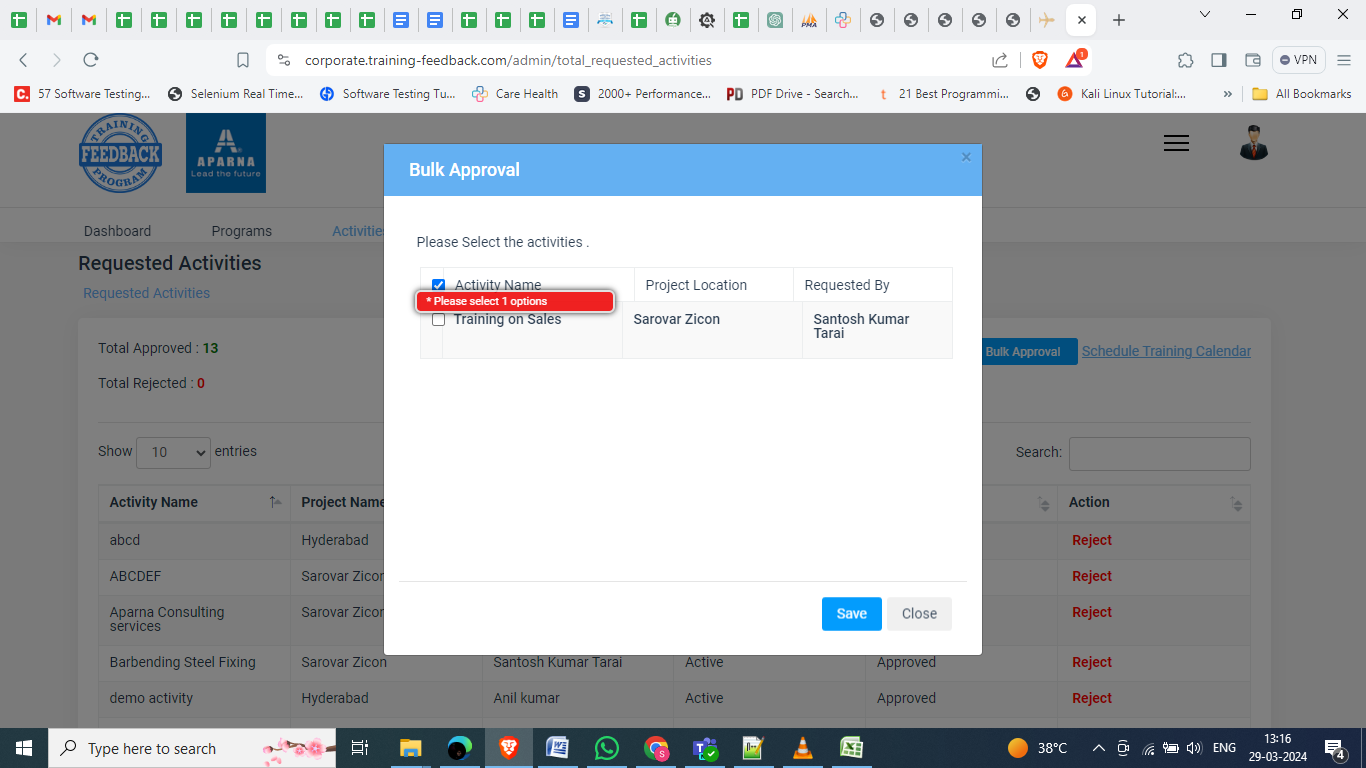 corporate.training-feedback.com/admin/total_requested_activities
1
VPN
57 Software Testing...
Selenium Real Time...
Software Testing Tu...
Care Health
2000+ Performance...
PDF Drive - Search...
21 Best Programmi...
Kali Linux Tutorial:...
»
All Bookmarks
TRAINING
FEEDBACK
PROGRAM
APARNA
Lead the future
Bulk Approval
×
Dashboard
Programs
Activitie
Requested Activities
Requested Activities
Please Select the activities .
Activity Name
Project Location
Requested By
* Please select 1 options
Training on Sales
Sarovar Zicon
Santosh Kumar
Tarai
Total Approved : 13
Bulk Approval
Schedule Training Calendar
Total Rejected : 0
Show 10 entries
Search:
Activity Name
Project Name
Action
abcd
Hyderabad
Reject
ABCDEF
Sarovar Zicon
Reject
Aparna Consulting
services
Sarovar Zicon
Reject
Save
Close
Barbending Steel Fixing
Sarovar Zicon
Santosh Kumar Tarai
Active
Approved
Reject
demo activity
Hyderabad
Anil kumar
Active
Approved
Reject
Type here to search
38°C
ENG
13:16
29-03-2024
4